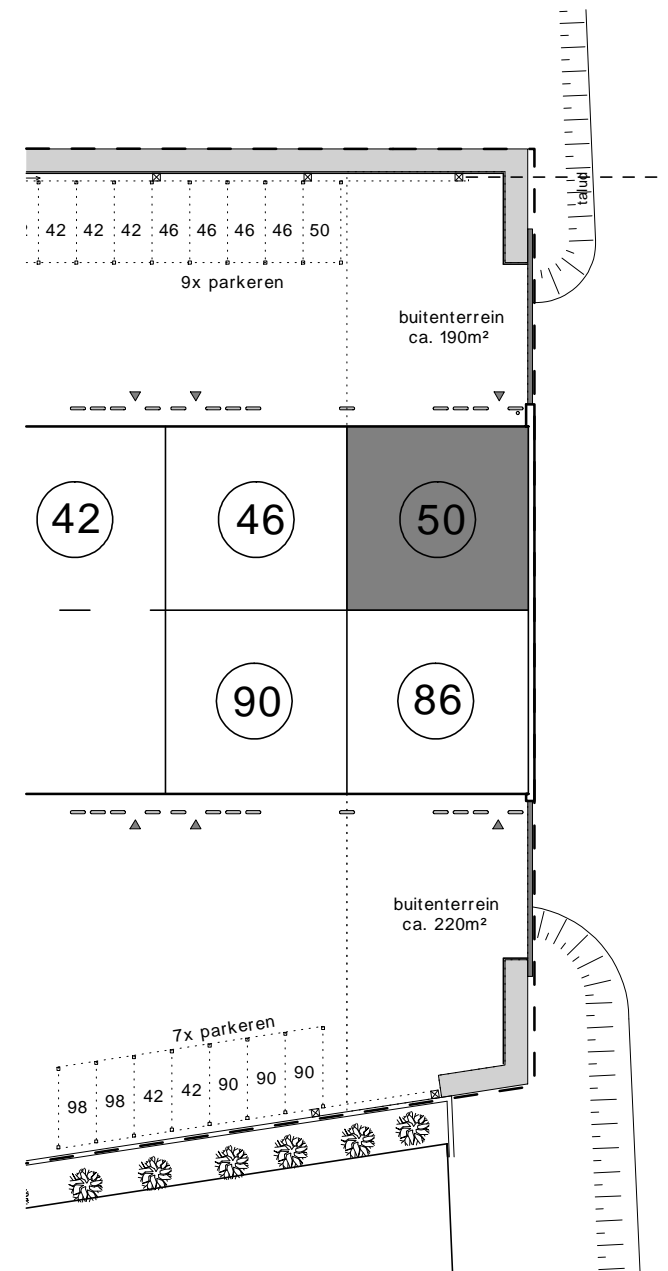 talud
42 42 42 46 46 46 46 50
9x parkeren
buitenterrein
ca. 190m²
42 46 50
90 86
buitenterrein
ca. 220m²
7x parkeren
98 98 42 42 90 90 90